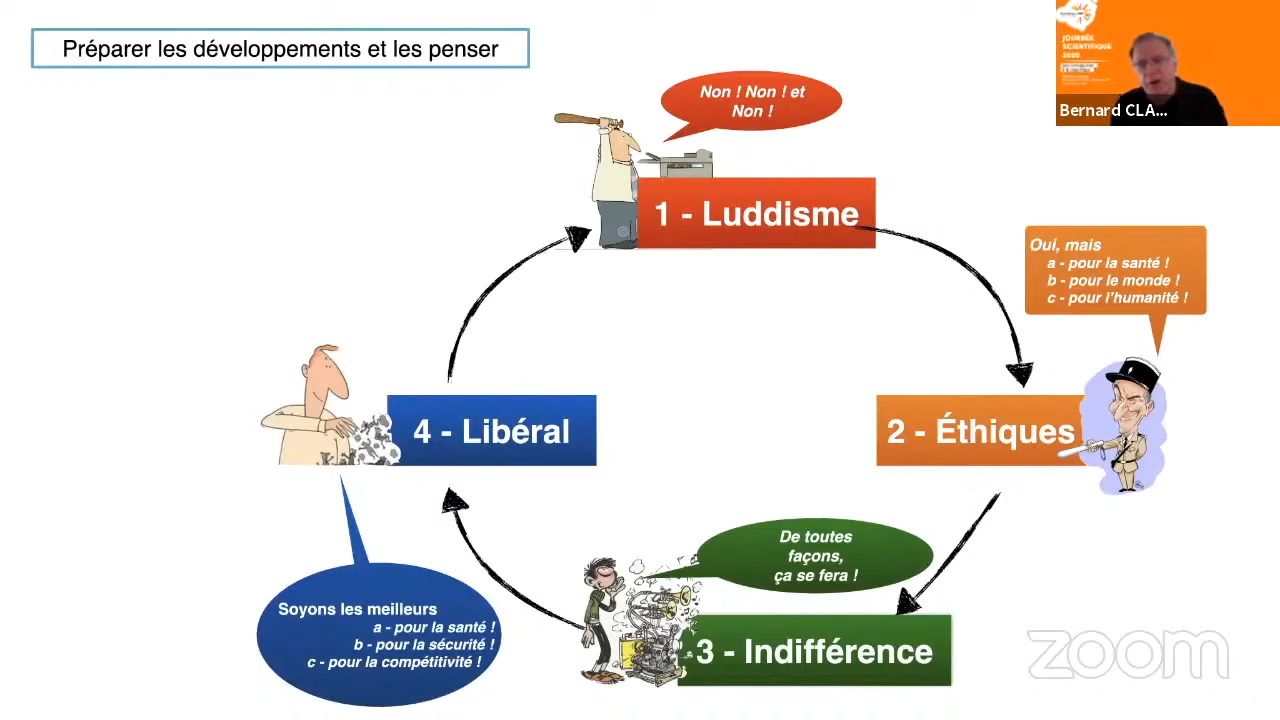 Préparer les développements et les penser
JOURNÉE
SCIENTIFIQUE
2020
Bernard CLA...
Non ! Non ! et
Non !
1 - Luddisme
Oui, mais
a - pour la santé !
b - pour le monde !
c - pour l'humanité !
4 - Libéral
2 - Éthiques
De toutes
façons,
ça se fera !
Soyons les meilleurs
a - pour la santé !
b - pour la sécurité !
c - pour la compétitivité !
3 - Indifférence
zoom